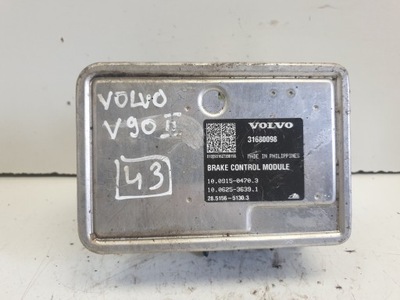 VOLVO
V90 II
43
VOLVO
31680098
MADE IN PHILIPPINES
BRAKE CONTROL MODULE
10.0915-0470.3
10.0625-3639.1
28.5156-5130.3